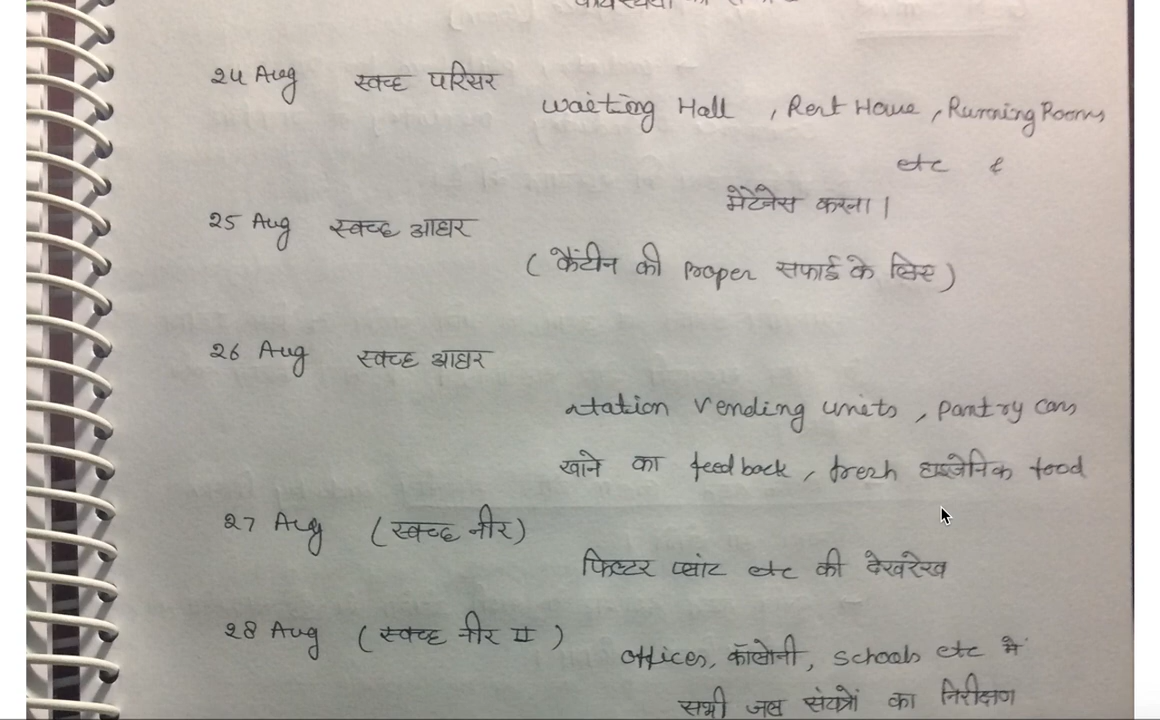 24 Aug स्वच्छ परिसर
Waiting Hall , Rest House , Running Rooms
etc &
मेंटेनेंस करना ।
25 Aug स्वच्छ आहार
( कैंटीन की Proper सफाई के लिए )
26 Aug स्वच्छ आहार
station Vending units , pantry cars
खाने का feedback , fresh हाइजेनिक food
27 Aug ( स्वच्छ नीर )
फिल्टर प्लांट etc की देखरेख
28 Aug ( स्वच्छ नीर II )
offices, कॉलोनी, schools etc में
सभी जल संयंत्रों का निरीक्षण